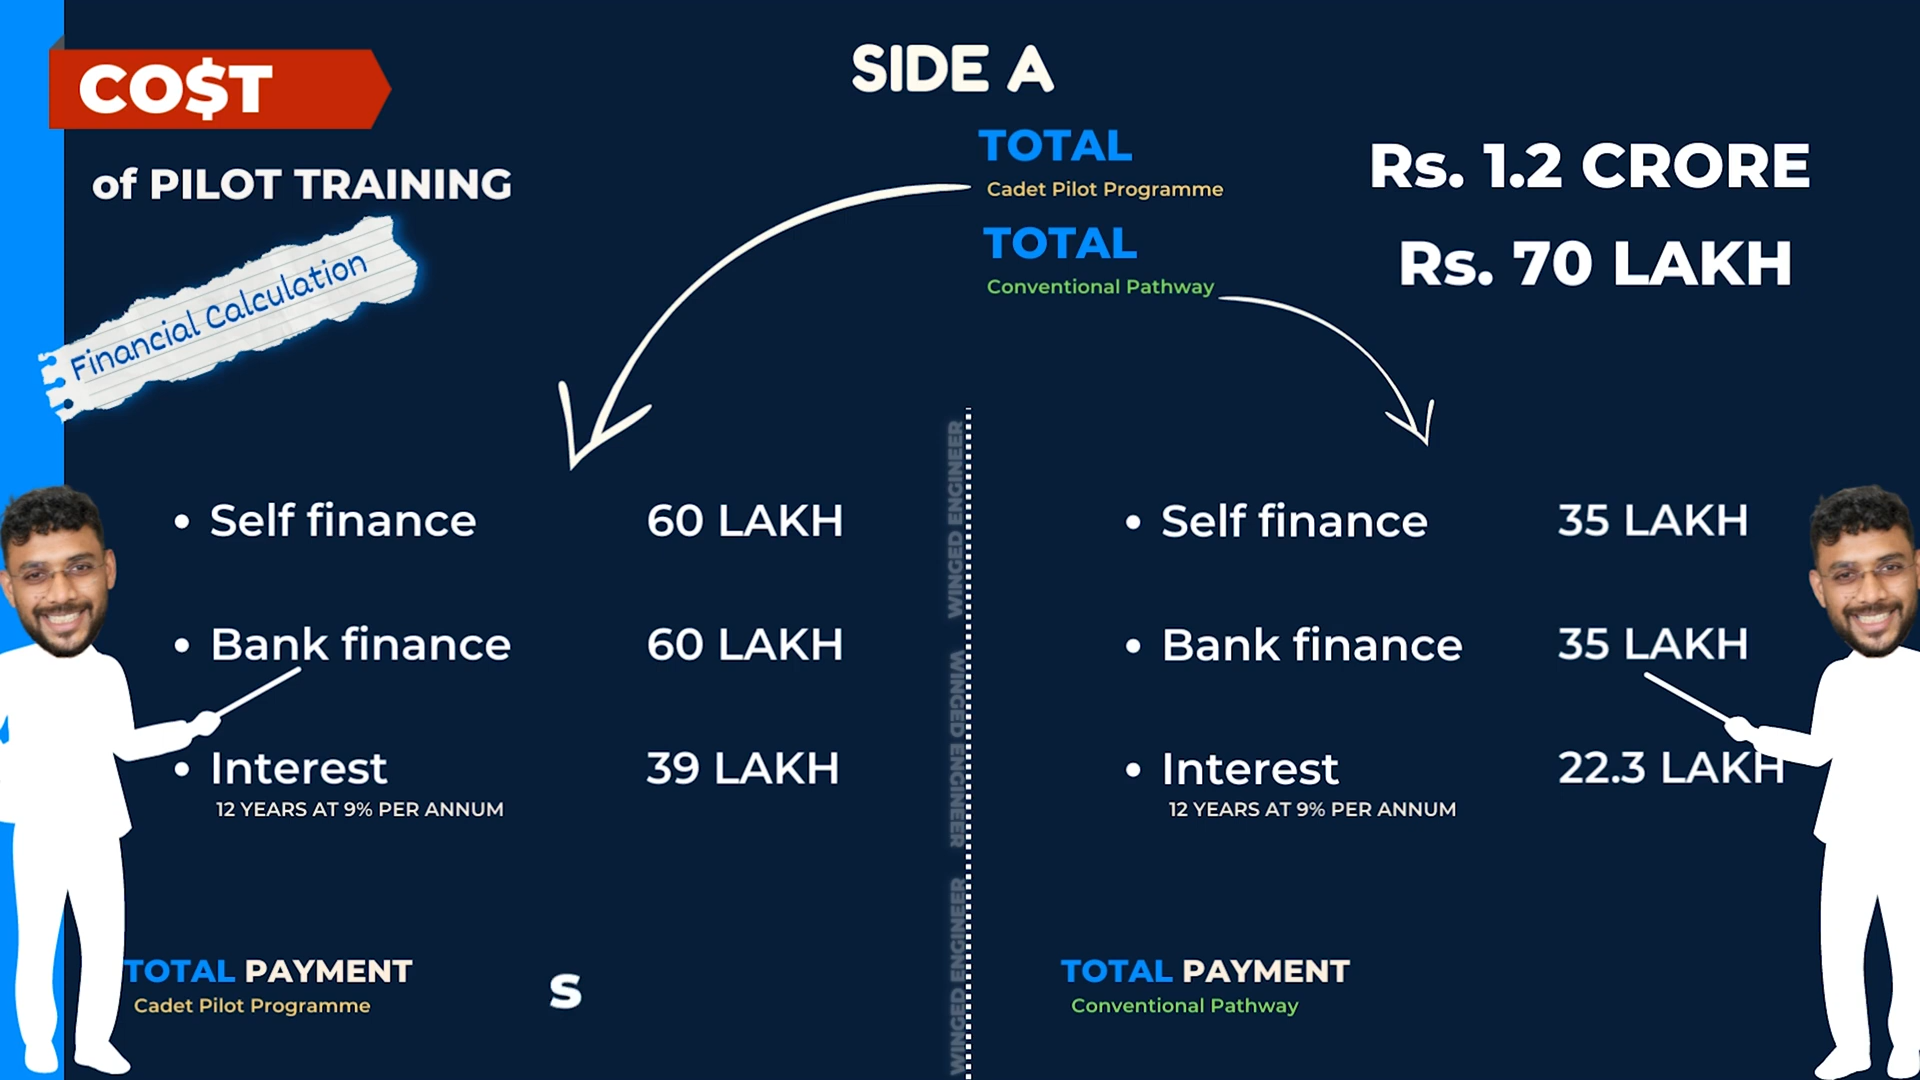 CO$T
of PILOT TRAINING
Financial Calculation
SIDE A
TOTAL
Cadet Pilot Programme
Rs. 1.2 CRORE
TOTAL
Conventional Pathway
Rs. 70 LAKH
• Self finance 60 LAKH
• Bank finance 60 LAKH
• Interest 39 LAKH
12 YEARS AT 9% PER ANNUM
TOTAL PAYMENT
Cadet Pilot Programme
S
WINGED ENGINEER
WINGED ENGINEER
WINGED ENGINEER
• Self finance 35 LAKH
• Bank finance 35 LAKH
• Interest 22.3 LAKH
12 YEARS AT 9% PER ANNUM
TOTAL PAYMENT
Conventional Pathway